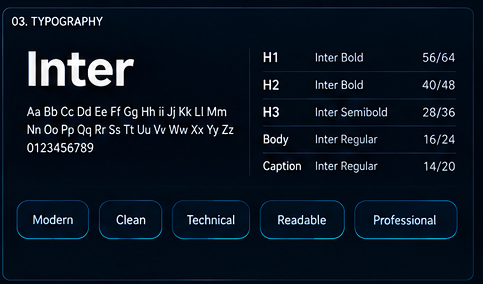 03. TYPOGRAPHY
Inter
Aa Bb Cc Dd Ee Ff Gg Hh ii Jj Kk Ll Mm
Nn Oo Pp Qq Rr Ss Tt Uu Vv Ww Xx Yy Zz
0123456789
H1 Inter Bold 56/64
H2 Inter Bold 40/48
H3 Inter Semibold 28/36
Body Inter Regular 16/24
Caption Inter Regular 14/20
Modern Clean Technical Readable Professional